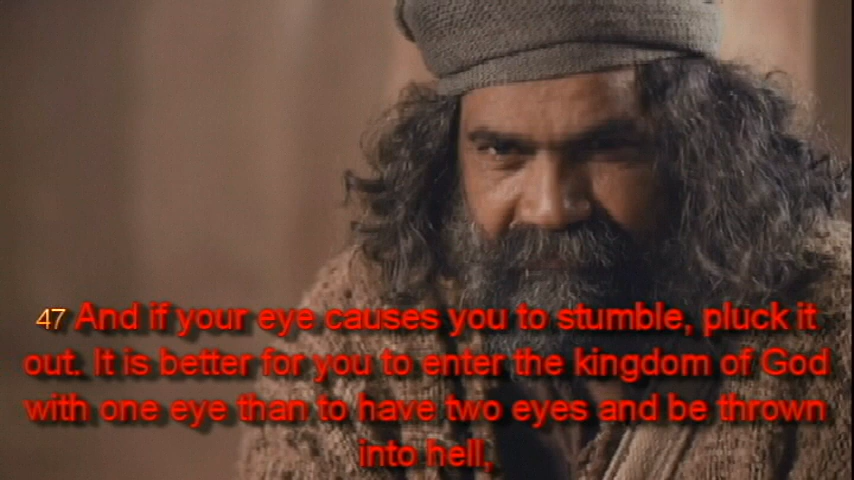 47 And if your eye causes you to stumble, pluck it
out. It is better for you to enter the kingdom of God
with one eye than to have two eyes and be thrown
into hell,